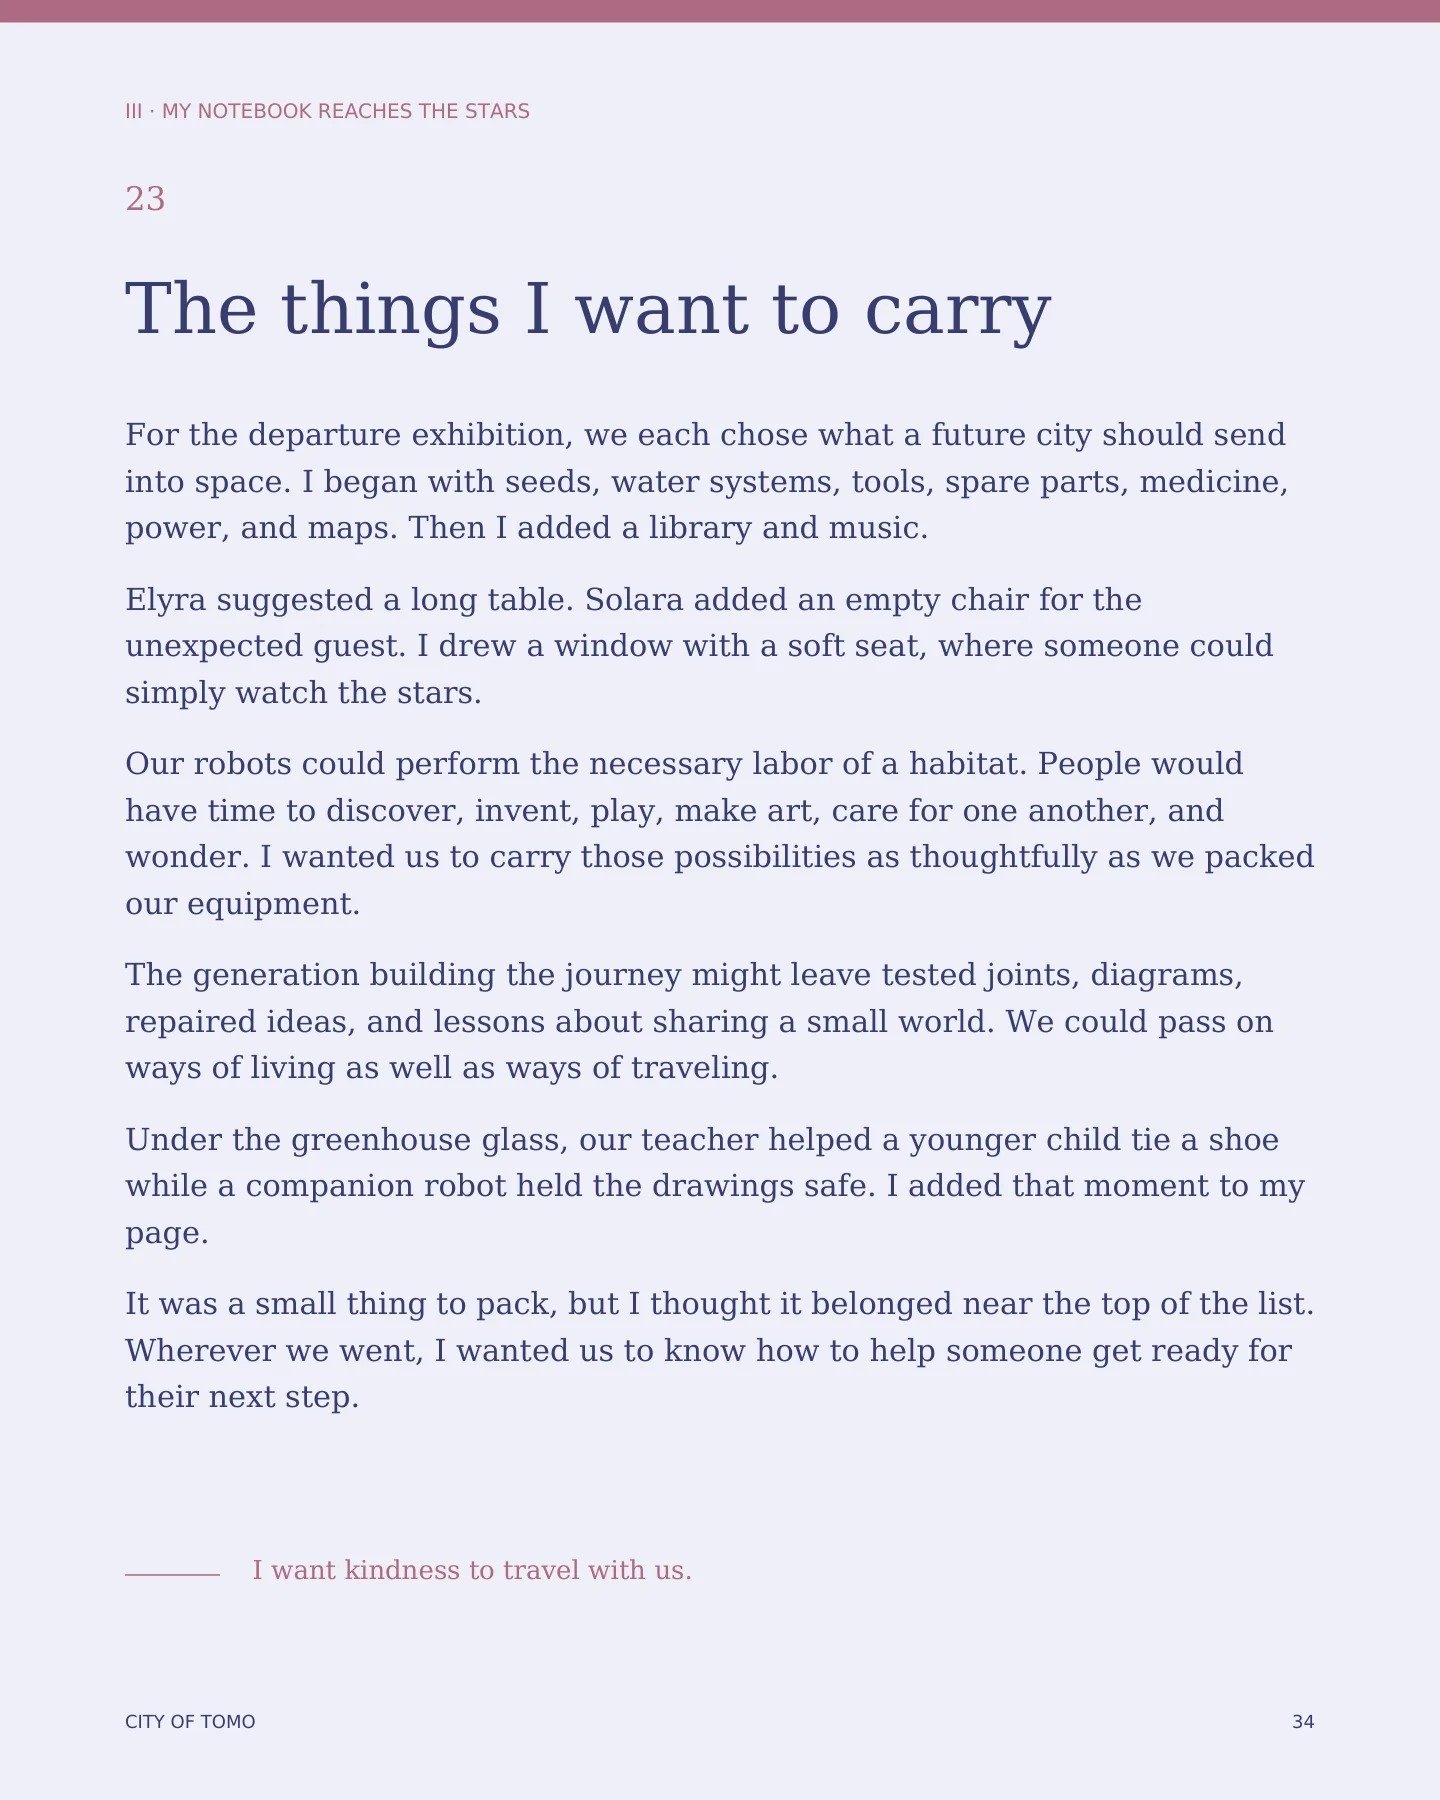 III · MY NOTEBOOK REACHES THE STARS
23
The things I want to carry
For the departure exhibition, we each chose what a future city should send
into space. I began with seeds, water systems, tools, spare parts, medicine,
power, and maps. Then I added a library and music.
Elyra suggested a long table. Solara added an empty chair for the
unexpected guest. I drew a window with a soft seat, where someone could
simply watch the stars.
Our robots could perform the necessary labor of a habitat. People would
have time to discover, invent, play, make art, care for one another, and
wonder. I wanted us to carry those possibilities as thoughtfully as we packed
our equipment.
The generation building the journey might leave tested joints, diagrams,
repaired ideas, and lessons about sharing a small world. We could pass on
ways of living as well as ways of traveling.
Under the greenhouse glass, our teacher helped a younger child tie a shoe
while a companion robot held the drawings safe. I added that moment to my
page.
It was a small thing to pack, but I thought it belonged near the top of the list.
Wherever we went, I wanted us to know how to help someone get ready for
their next step.
I want kindness to travel with us.
CITY OF TOMO
34